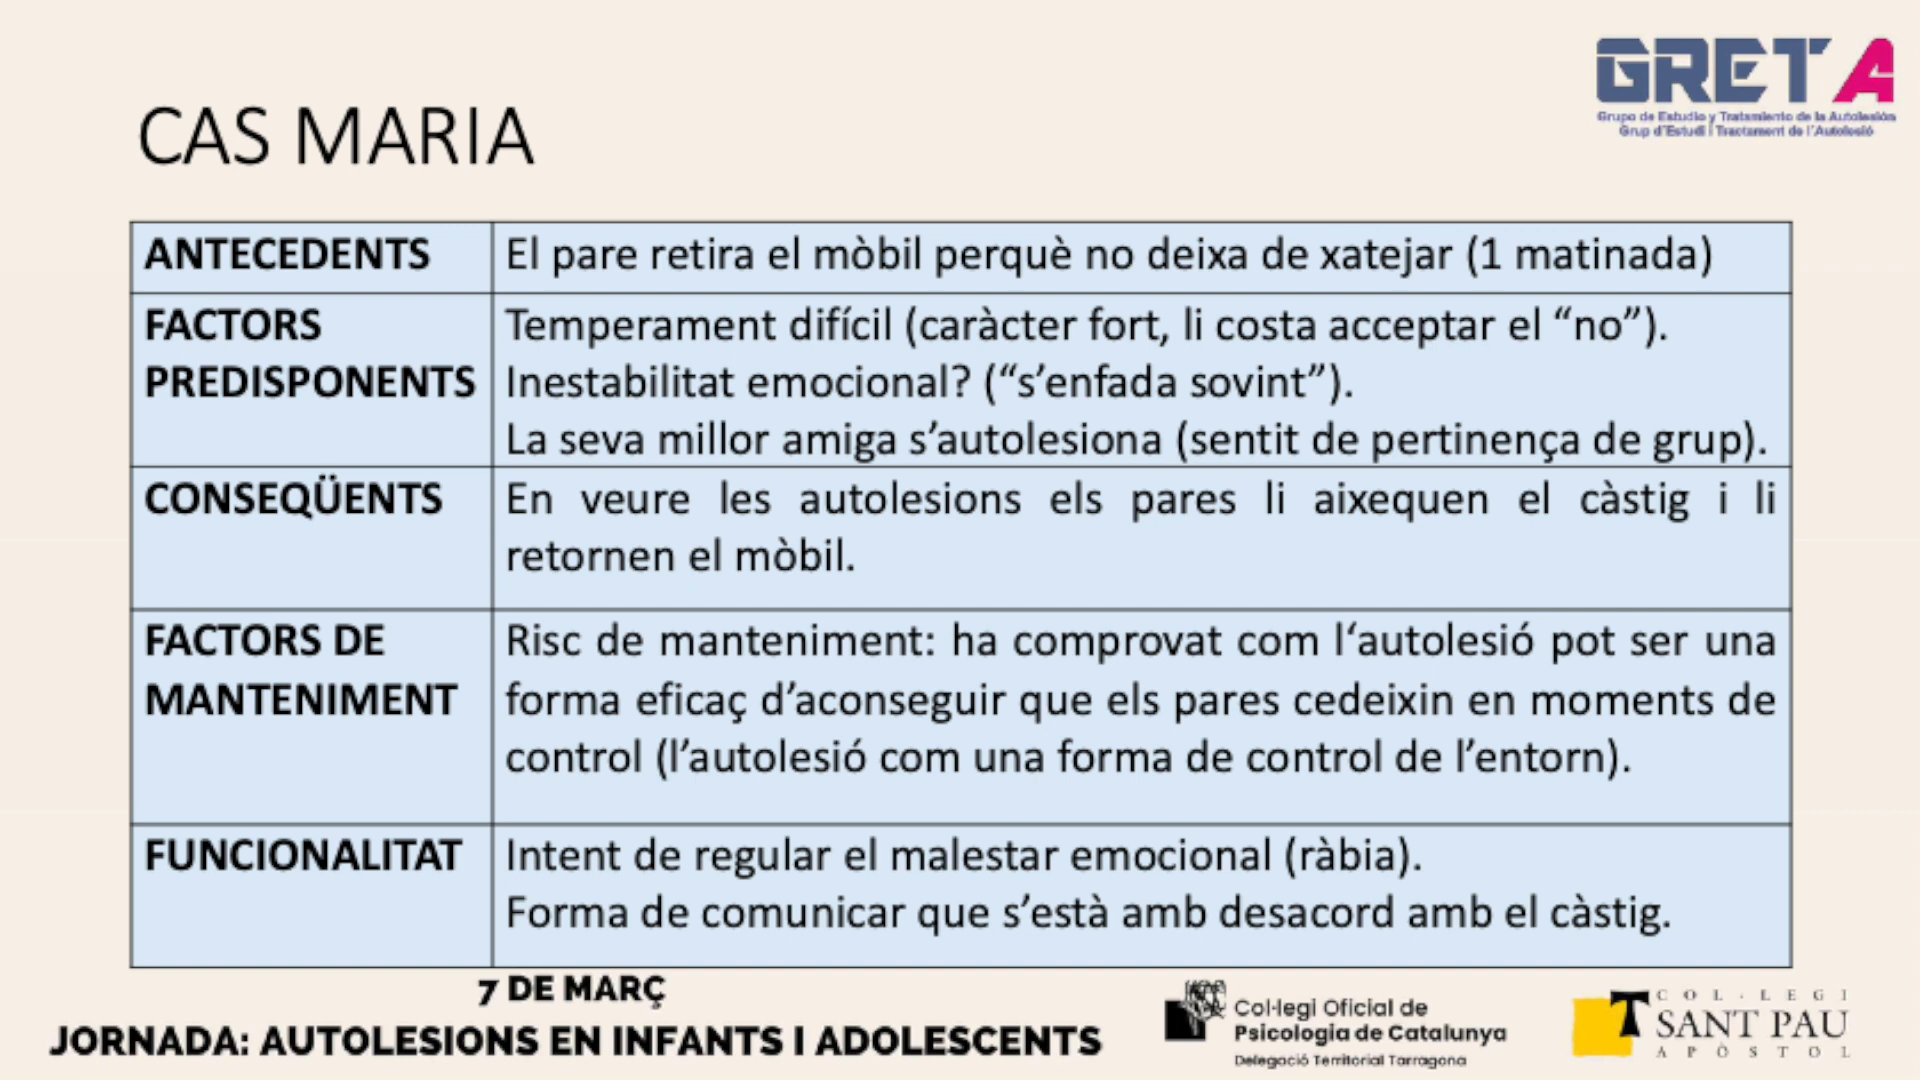 GRETA
Grupo de Estudio y Tratamiento de la Autolesión
Grup d'Estudi i Tractament de l'Autolesió
CAS MARIA
ANTECEDENTS
El pare retira el mòbil perquè no deixa de xatejar (1 matinada)
FACTORS
PREDISPONENTS
Temperament difícil (caràcter fort, li costa acceptar el “no”).
Inestabilitat emocional? (“s’enfada sovint”).
La seva millor amiga s’autolesiona (sentit de pertinença de grup).
CONSEQÜENTS
En veure les autolesions els pares li aixequen el càstig i li
retornen el mòbil.
FACTORS DE
MANTENIMENT
Risc de manteniment: ha comprovat com l‘autolesió pot ser una
forma eficaç d’aconseguir que els pares cedeixin en moments de
control (l’autolesió com una forma de control de l’entorn).
FUNCIONALITAT
Intent de regular el malestar emocional (ràbia).
Forma de comunicar que s’està amb desacord amb el càstig.
7 DE MARÇ
JORNADA: AUTOLESIONS EN INFANTS I ADOLESCENTS
Col·legi Oficial de
Psicologia de Catalunya
Delegació Territorial Tarragona
COL·LEGI
SANT PAU
APÒSTOL